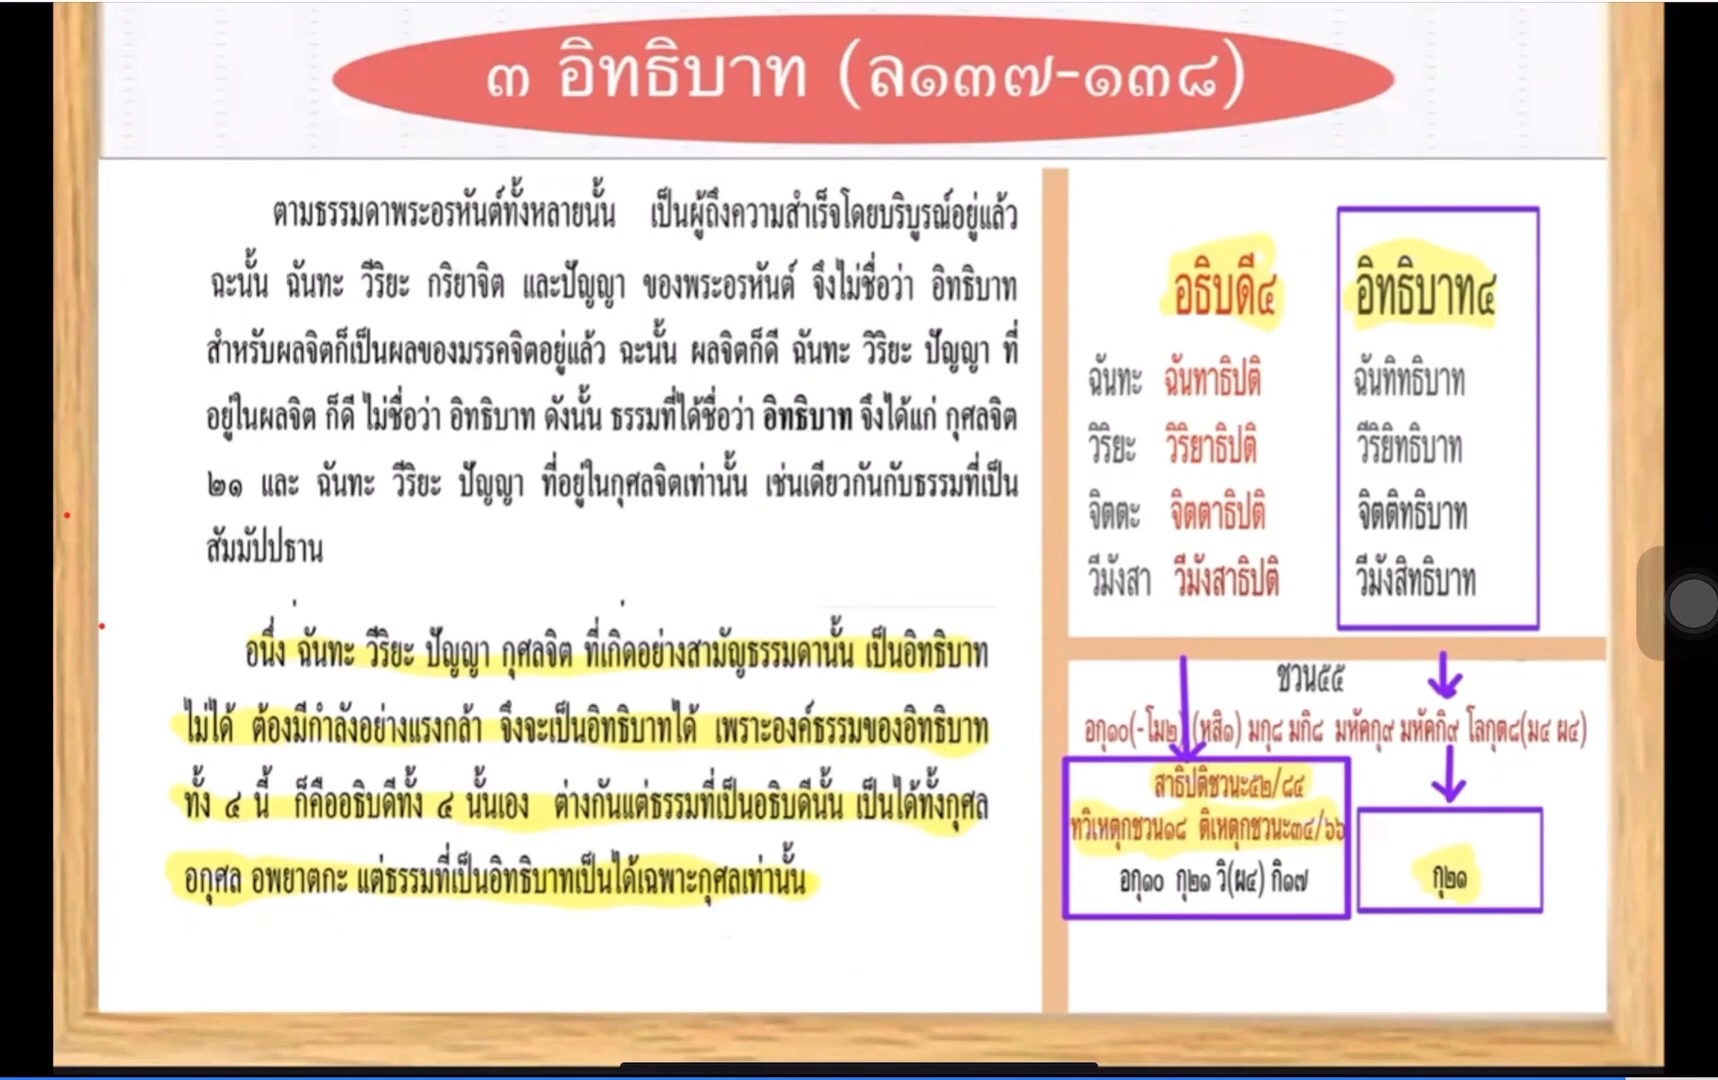 ๓ อิทธิบาท (ล๑๓๗-๑๓๘)
ตามธรรมดาพระอรหันต์ทั้งหลายนั้น เป็นผู้ถึงความสำเร็จโดยบริบูรณ์อยู่แล้ว
ฉะนั้น ฉันทะ วีริยะ กริยาจิต และปัญญา ของพระอรหันต์ จึงไม่ชื่อว่า อิทธิบาท
สำหรับผลจิตก็เป็นผลของมรรคจิตอยู่แล้ว ฉะนั้น ผลจิตก็ดี ฉันทะ วิริยะ ปัญญา ที่
อยู่ในผลจิต ก็ดี ไม่ชื่อว่า อิทธิบาท ดังนั้น ธรรมที่ได้ชื่อว่า อิทธิบาท จึงได้แก่ กุศลจิต
๒๑ และ ฉันทะ วีริยะ ปัญญา ที่อยู่ในกุศลจิตเท่านั้น เช่นเดียวกันกับธรรมที่เป็น
สัมมัปปธาน
อนึ่ง ฉันทะ วีริยะ ปัญญา กุศลจิต ที่เกิดอย่างสามัญธรรมดานั้น เป็นอิทธิบาท
ไม่ได้ ต้องมีกำลังอย่างแรงกล้า จึงจะเป็นอิทธิบาทได้ เพราะองค์ธรรมของอิทธิบาท
ทั้ง ๔ นี้ ก็คืออธิบดีทั้ง ๔ นั้นเอง ต่างกันแต่ธรรมที่เป็นอธิบดีนั้น เป็นได้ทั้งกุศล
อกุศล อพยาตกะ แต่ธรรมที่เป็นอิทธิบาทเป็นได้เฉพาะกุศลเท่านั้น
อธิบดี๔ อิทธิบาท๔
ฉันทะ ฉันทาธิปติ ฉันทิทธิบาท
วิริยะ วิริยาธิปติ วีริยิทธิบาท
จิตตะ จิตตาธิปติ จิตติทธิบาท
วีมังสา วีมังสาธิปติ วีมังสิทธิบาท
ชวน๕๕
อกุ๑๐(-โม๒) (หสิ๑) มกุ๘ มกิ๘ มหัคกุ๙ มหัคกิ๙ โลกุต๘(ม๔ ผ๔)
สาธิปติชวนะ๕๒/๘๔
ทวิเหตุกชวน๑๘ ติเหตุกชวนะ๓๔/๖๖
อกุ๑๐ กุ๒๑ วิ(ผ๔) กิ๑๗
กุ๒๑